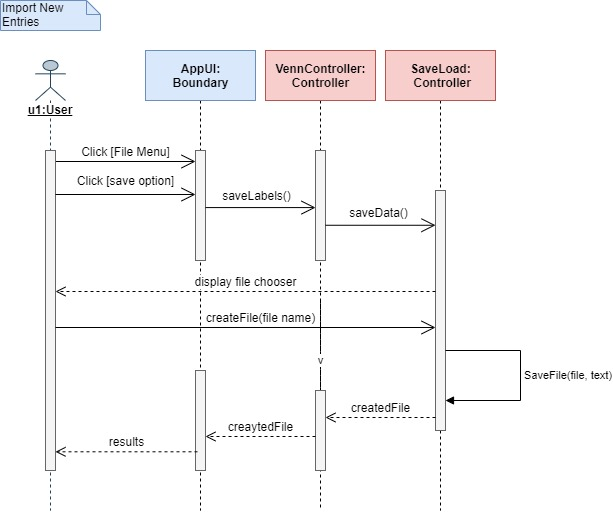 Import New
Entries
AppUI:
Boundary
VennController:
Controller
SaveLoad:
Controller
u1:User
Click [File Menu]
Click [save option]
saveLabels()
saveData()
display file chooser
createFile(file name)
v
SaveFile(file, text)
createdFile
creaytedFile
results